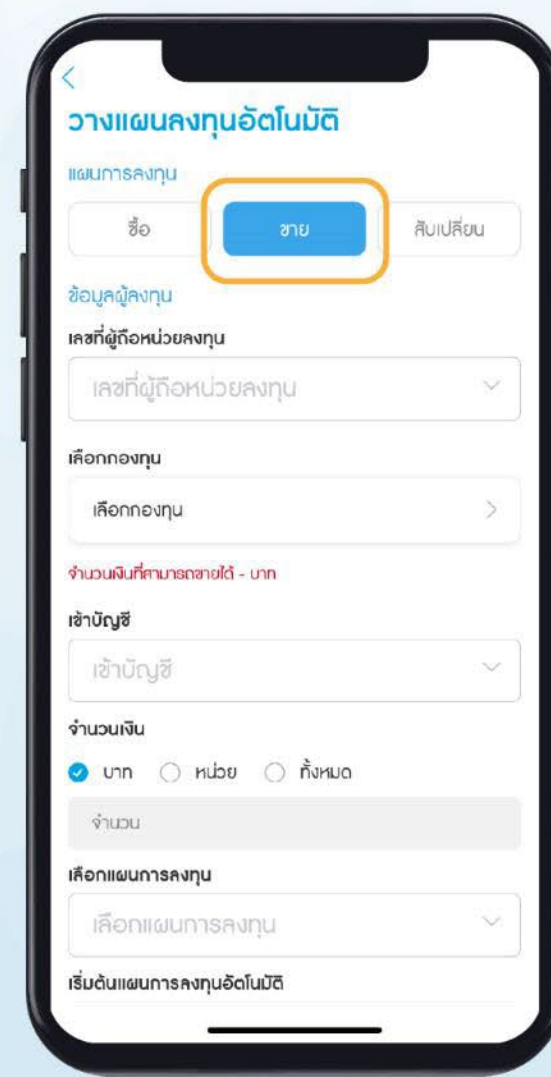 วางแผนลงทุนอัตโนมัติ
แผนการลงทุน
ซื้อ ขาย สับเปลี่ยน
ข้อมูลผู้ลงทุน
เลขที่ผู้ถือหน่วยลงทุน
เลขที่ผู้ถือหน่วยลงทุน
เลือกกองทุน
เลือกกองทุน
จำนวนเงินที่สามารถขายได้ - บาท
เข้าบัญชี
เข้าบัญชี
จำนวนเงิน
บาท หน่วย ทั้งหมด
จำนวน
เลือกแผนการลงทุน
เลือกแผนการลงทุน
เริ่มต้นแผนการลงทุนอัตโนมัติ